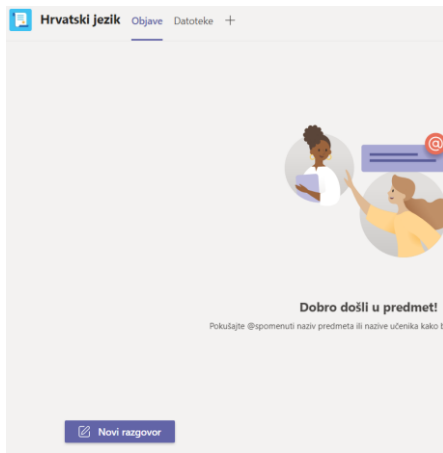 Hrvatski jezik Objave Datoteke +
@
Dobro došli u predmet!
Pokušajte @spomenuti naziv predmeta ili nazive učenika kako
Novi razgovor